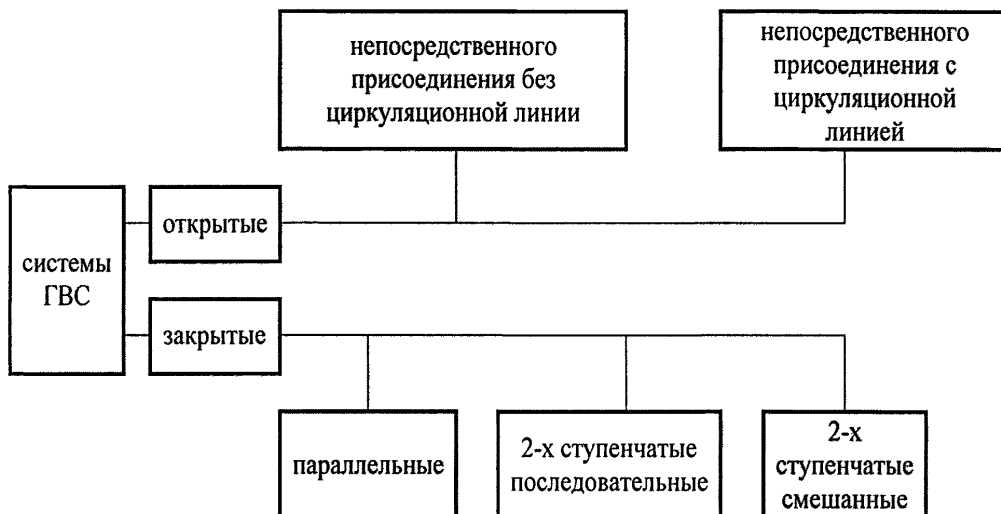 непосредственного
присоединения без
циркуляционной линии
непосредственного
присоединения с
циркуляционной
линией
системы
ГВС
открытые
закрытые
параллельные
2-х ступенчатые
последовательные
2-х
ступенчатые
смешанные